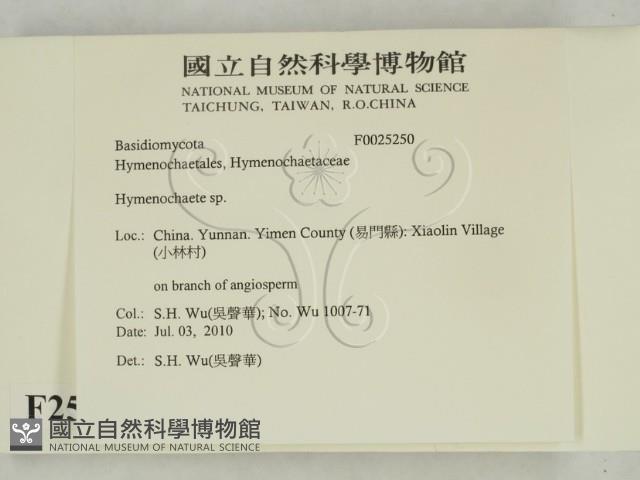 國立自然科學博物館
NATIONAL MUSEUM OF NATURAL SCIENCE
TAICHUNG, TAIWAN, R.O.CHINA
Basidiomycota F0025250
Hymenochaetales, Hymenochaetaceae
Hymenochaete sp.
Loc.: China. Yunnan. Yimen County (易門縣): Xiaolin Village
(小林村)
on branch of angiosperm
Col.: S.H. Wu(吳聲華); No. Wu 1007-71
Date: Jul. 03, 2010
Det.: S.H. Wu(吳聲華)
F25
國立自然科學博物館
NATIONAL MUSEUM OF NATURAL SCIENCE